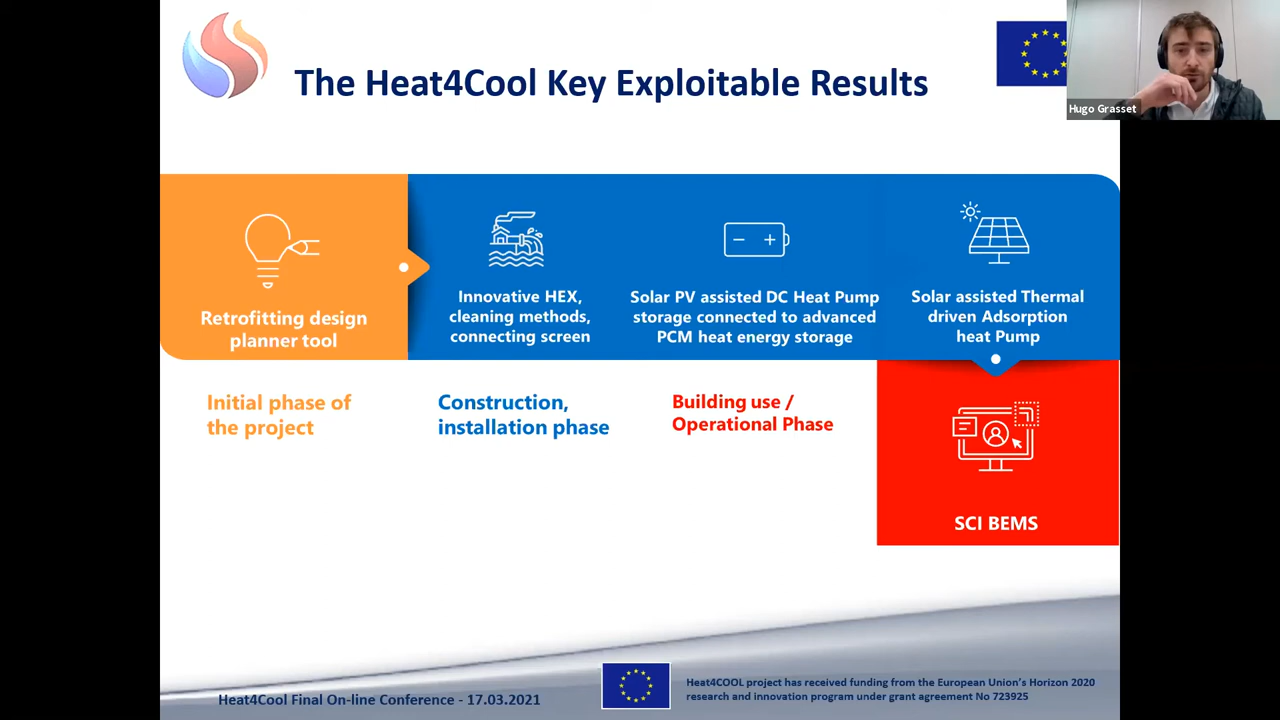 The Heat4Cool Key Exploitable Results
Hugo Grasset
Retrofitting design
planner tool
Innovative HEX,
cleaning methods,
connecting screen
Solar PV assisted DC Heat Pump
storage connected to advanced
PCM heat energy storage
Solar assisted Thermal
driven Adsorption
heat Pump
Initial phase of
the project
Construction,
installation phase
Building use /
Operational Phase
SCI BEMS
Heat4Cool Final On-line Conference - 17.03.2021
Heat4COOL project has received funding from the European Union's Horizon 2020
research and innovation program under grant agreement No 723925